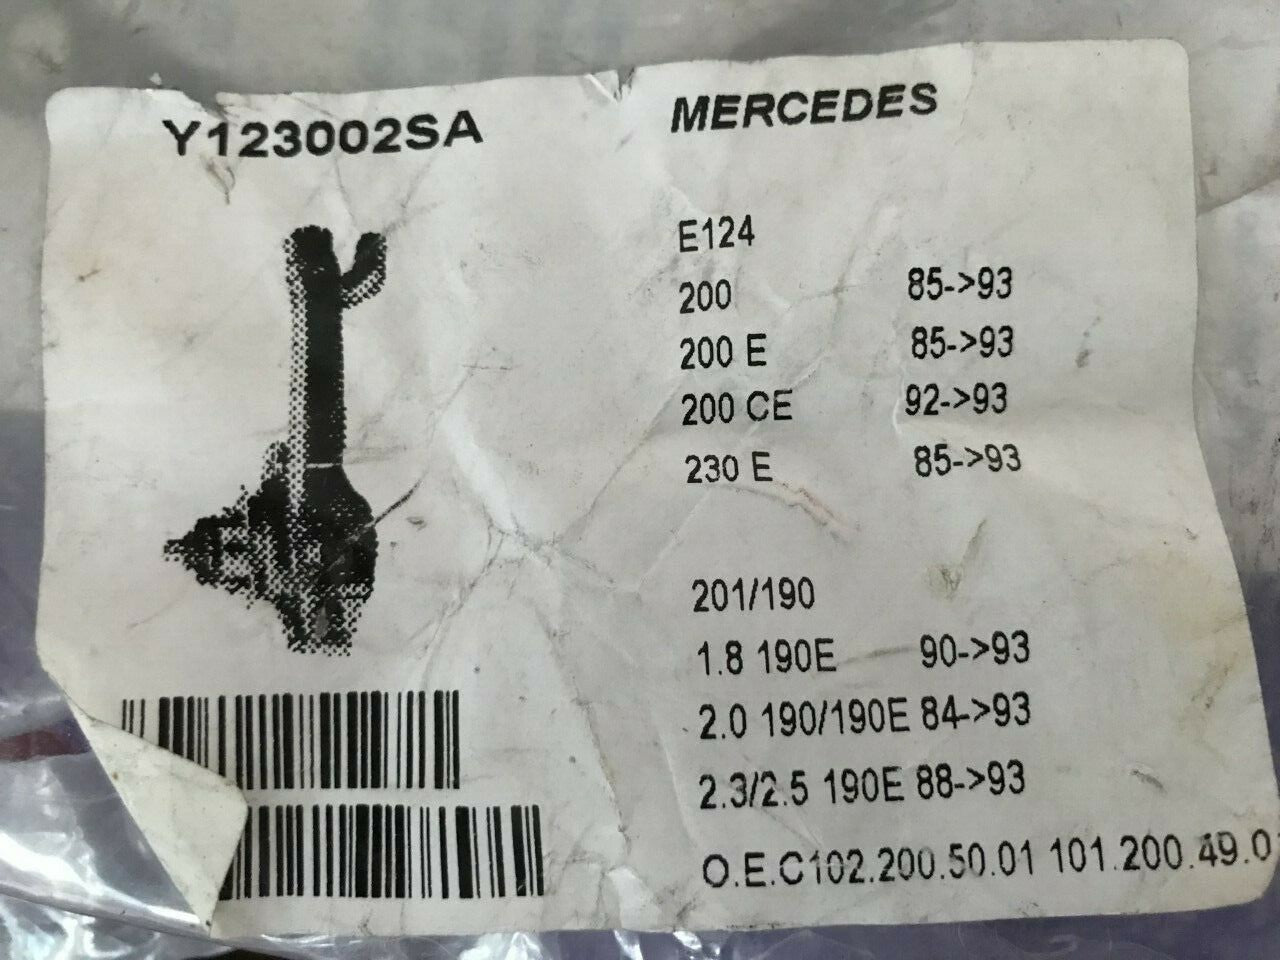 Y123002SA
MERCEDES
E124
200 85->93
200 E 85->93
200 CE 92->93
230 E 85->93
201/190
1.8 190E 90->93
2.0 190/190E 84->93
2.3/2.5 190E 88->93
O.E.C102.200.50.01 101.200.49.0